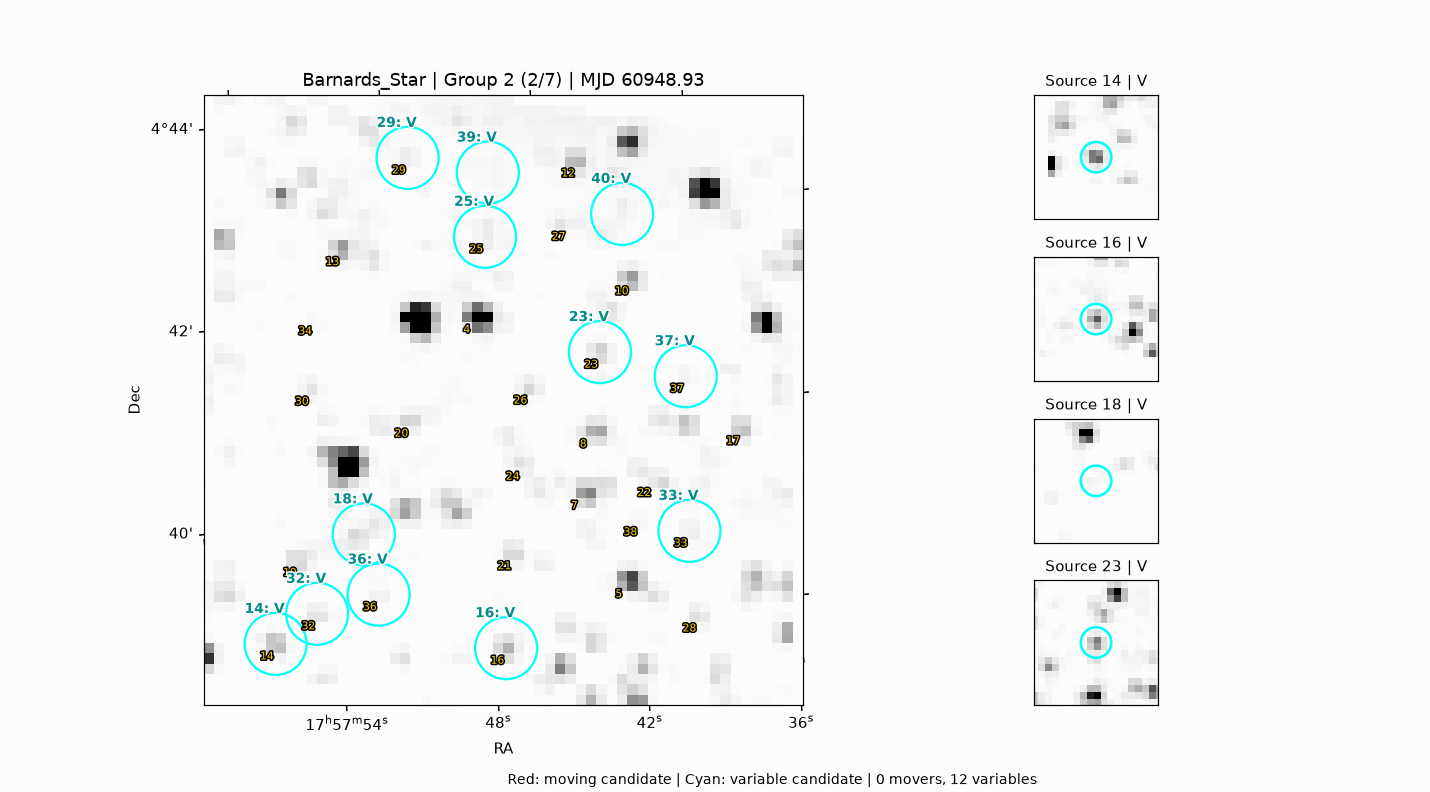 Barnards_Star | Group 2 (2/7) | MJD 60948.93
Source 14 | V
Source 16 | V
Source 18 | V
Source 23 | V
4°44'
42'
40'
Dec
29: V
39: V
29
12
40: V
25: V
25
27
13
10
34
4
23: V
37: V
23
37
30
26
20
8
17
24
22
18: V
33: V
7
38
33
21
19
36: V
32: V
36
5
14: V
32
16: V
28
14
16
17ʰ57ᵐ54ˢ
48ˢ
42ˢ
36ˢ
RA
Red: moving candidate | Cyan: variable candidate | 0 movers, 12 variables